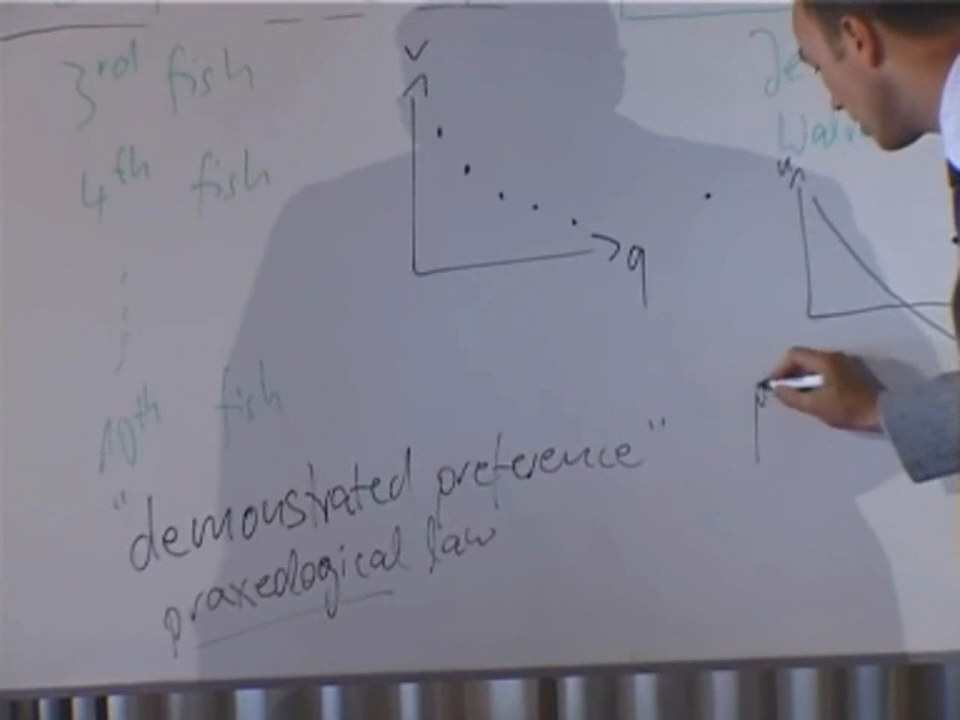 3rd fish
4th fish
10th fish
v
q
"demonstrated preference"
praxeological law